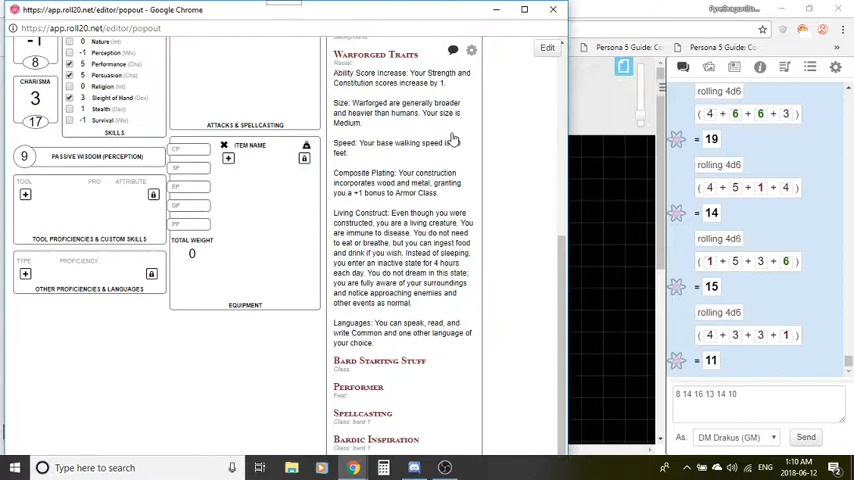 https://app.roll20.net/editor/popout - Google Chrome
https://app.roll20.net/editor/popout
-1
8
CHARISMA
3
17
0 Nature (Int)
-1 Perception (Wis)
5 Performance (Cha)
5 Persuasion (Cha)
0 Religion (Int)
3 Sleight of Hand (Dex)
1 Stealth (Dex)
-1 Survival (Wis)
SKILLS
9 PASSIVE WISDOM (PERCEPTION)
TOOL PRO ATTRIBUTE
TOOL PROFICIENCIES & CUSTOM SKILLS
TYPE PROFICIENCY
OTHER PROFICIENCIES & LANGUAGES
ATTACKS & SPELLCASTING
CP
SP
EP
GP
PP
TOTAL WEIGHT
0
ITEM NAME
EQUIPMENT
Edit
WARFORGED TRAITS
Racial:
Ability Score Increase: Your Strength and
Constitution scores increase by 1.
Size: Warforged are generally broader
and heavier than humans. Your size is
Medium.
Speed: Your base walking speed is
feet.
Composite Plating: Your construction
incorporates wood and metal, granting
you a +1 bonus to Armor Class.
Living Construct: Even though you were
constructed, you are a living creature. You
are immune to disease. You do not need
to eat or breathe, but you can ingest food
and drink if you wish. Instead of sleeping,
you enter an inactive state for 4 hours
each day. You do not dream in this state;
you are fully aware of your surroundings
and notice approaching enemies and
other events as normal.
Languages: You can speak, read, and
write Common and one other language of
your choice.
BARD STARTING STUFF
Class:
PERFORMER
Feat:
SPELLCASTING
Class: bard 1
BARDIC INSPIRATION
Class: bard 1
Persona 5 Guide: Co
Persona 5 Guide: C
rolling 4d6
(4+6+6+3)
= 19
rolling 4d6
(4+5+1+4)
= 14
rolling 4d6
(1+5+3+6)
= 15
rolling 4d6
(4+3+3+1)
= 11
8 14 16 13 14 10
As: DM Drakus (GM) Send
Type here to search
ENG
1:10 AM
2018-06-12
2